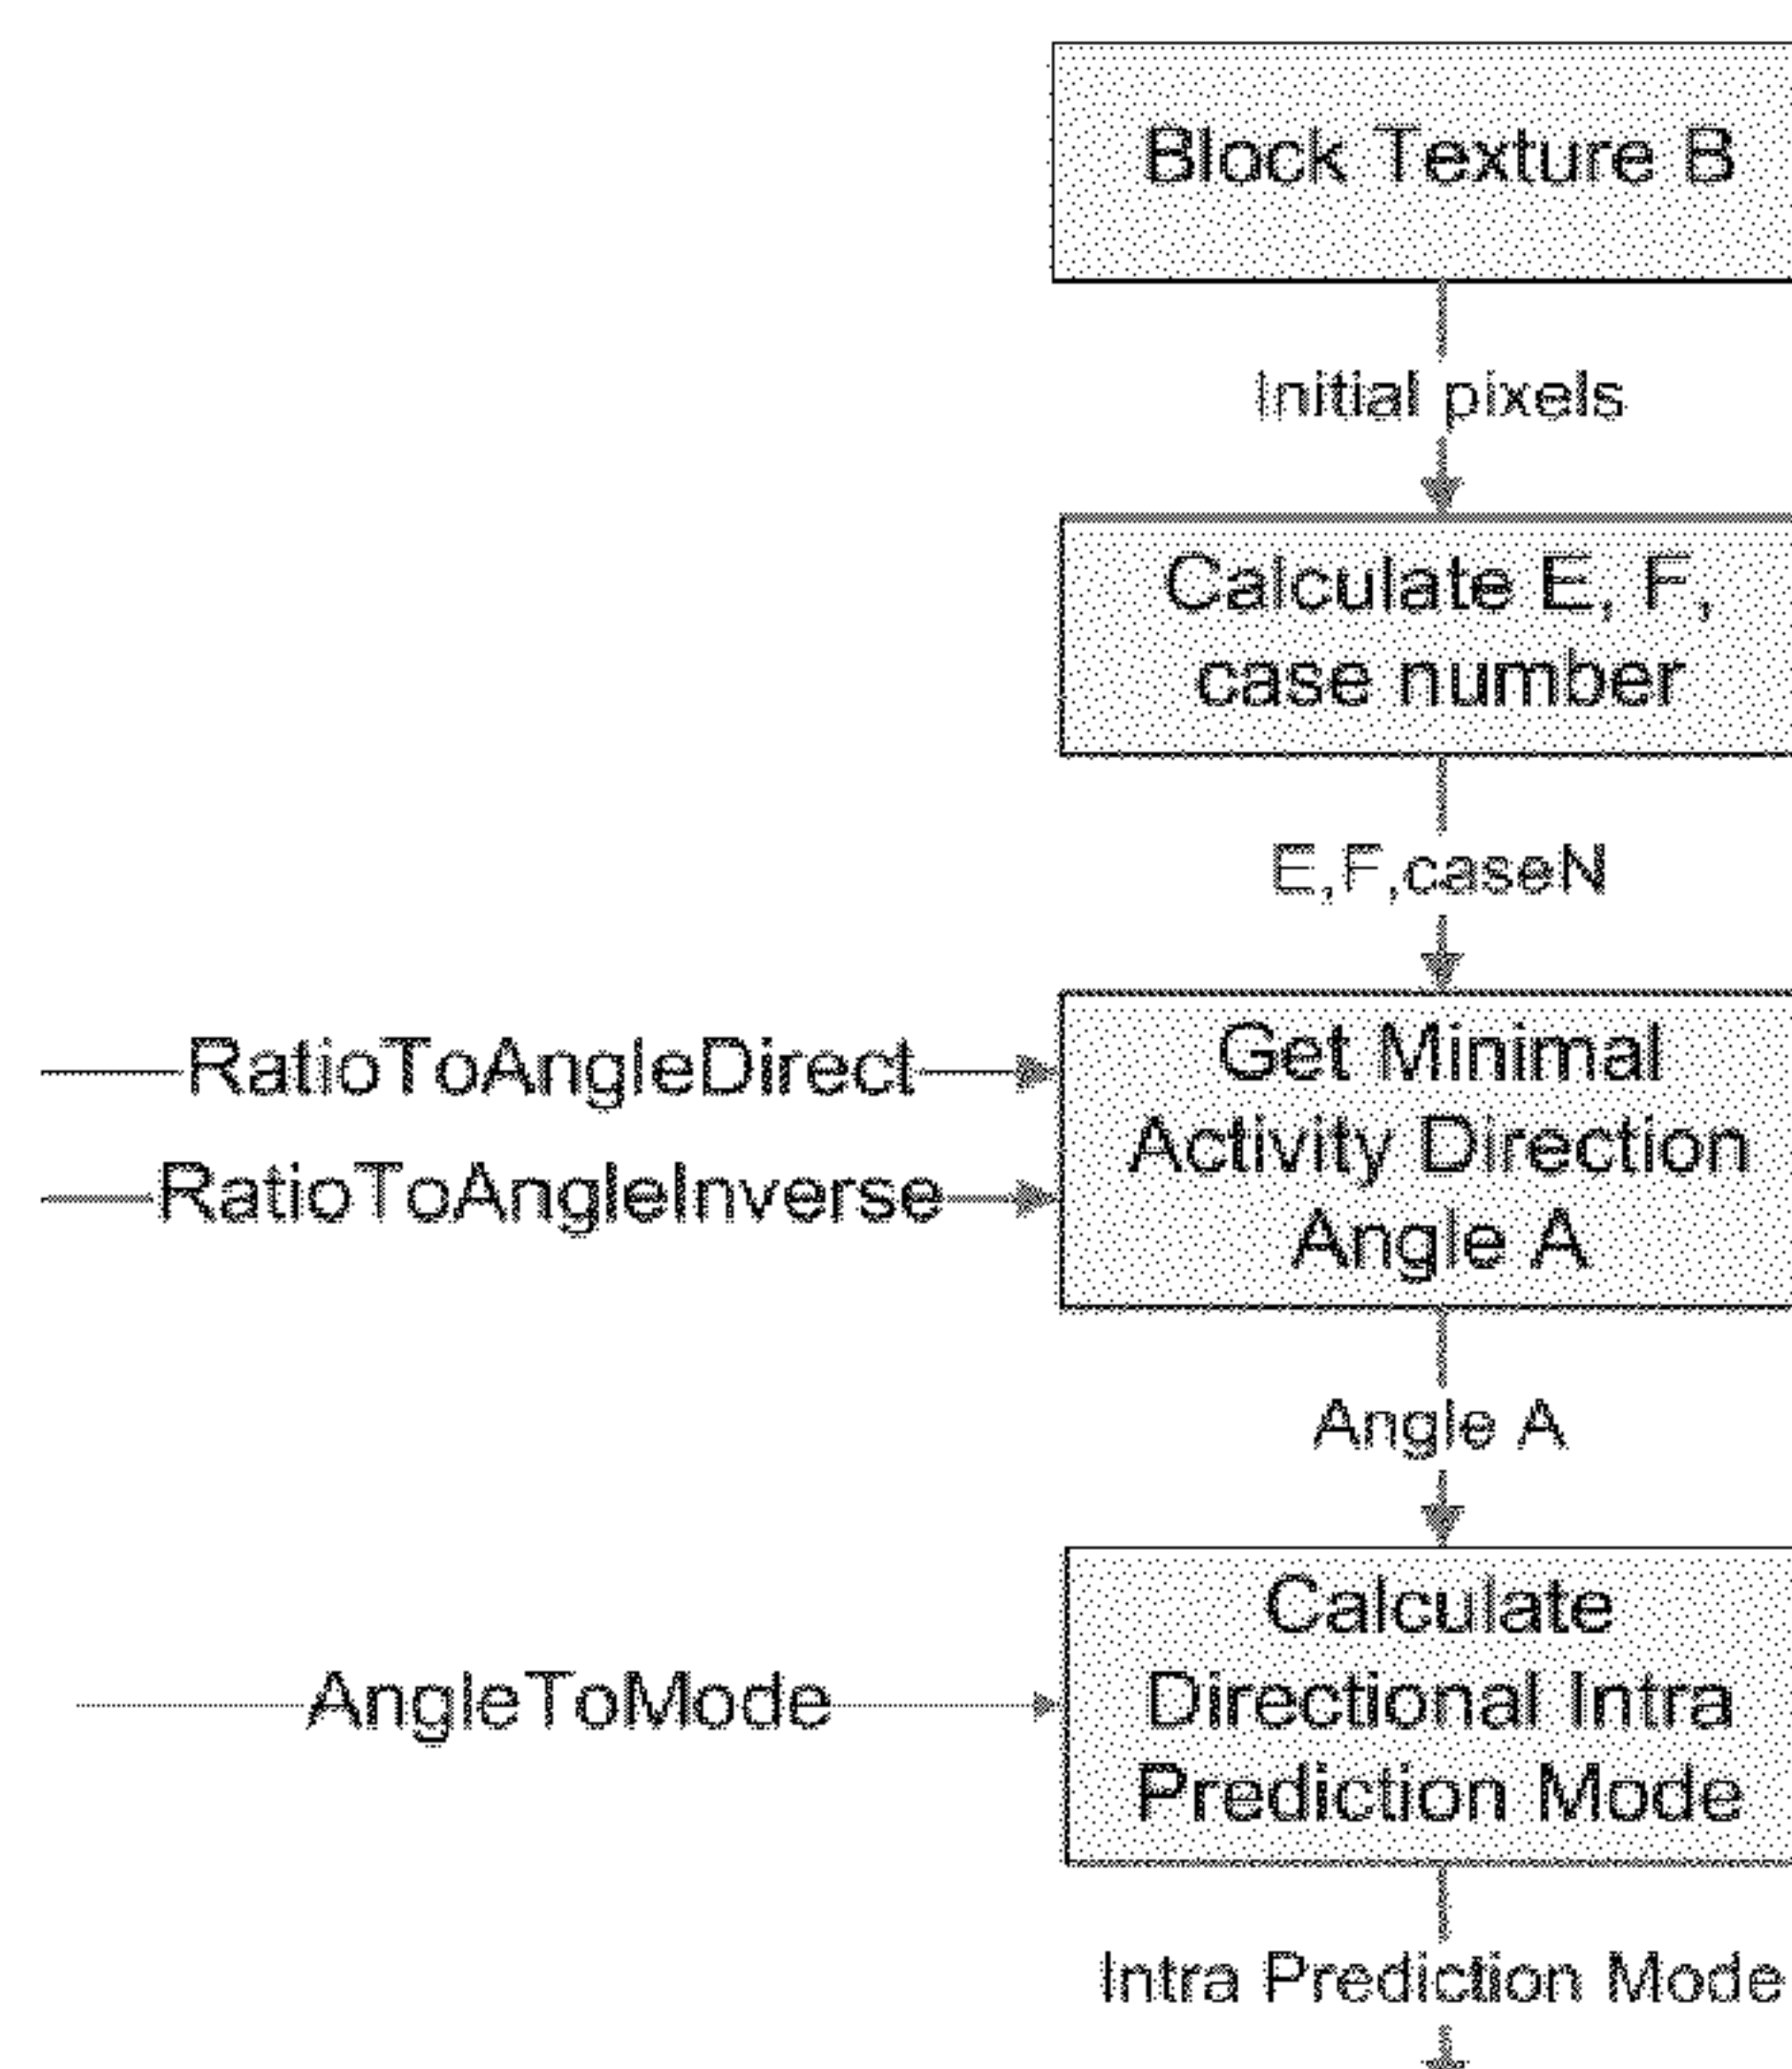 Block Texture B
Initial pixels
Calculate E, F,
case number
E,F,caseN
RatioToAngleDirect
RatioToAngleInverse
Get Minimal
Activity Direction
Angle A
Angle A
AngleToMode
Calculate
Directional Intra
Prediction Mode
Intra Prediction Mode